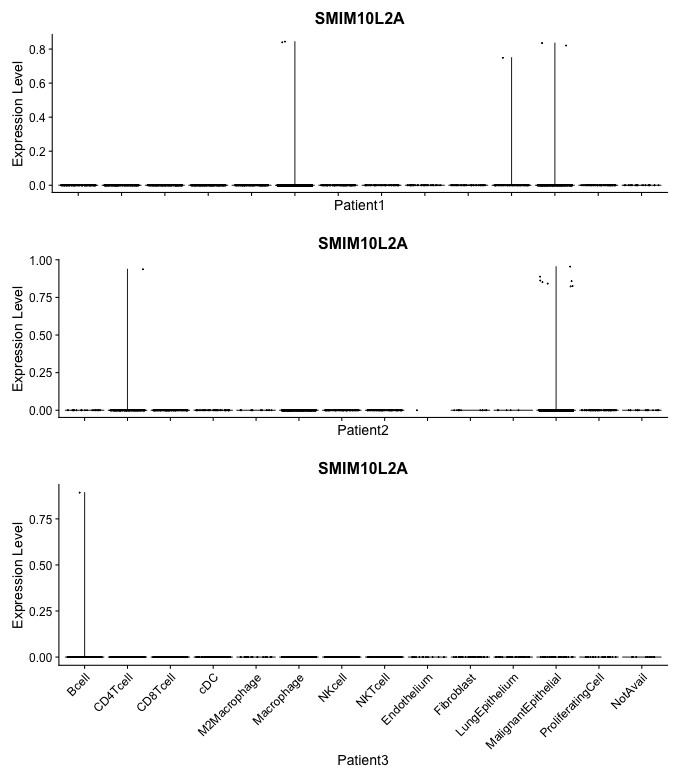 SMIM10L2A
Expression Level
0.8
0.6
0.4
0.2
0.0
Patient1
SMIM10L2A
Expression Level
1.00
0.75
0.50
0.25
0.00
Patient2
SMIM10L2A
Expression Level
0.75
0.50
0.25
0.00
Bcell
CD4Tcell
CD8Tcell
cDC
M2Macrophage
Macrophage
NKcell
NKTcell
Endothelium
Fibroblast
LungEpithelium
MalignantEpithelial
ProliferatingCell
NotAvail
Patient3